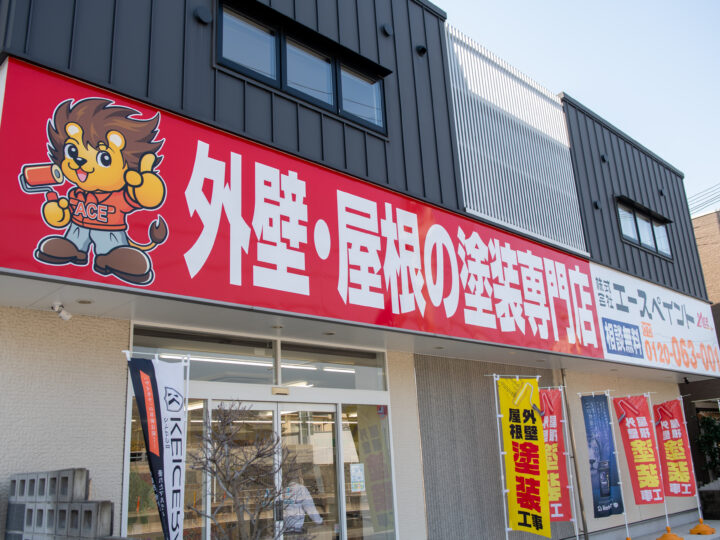 ACE
外壁・屋根の塗装専門店
株式会社エースペイント
相談無料
0120-063-00
KEICE
外壁
屋根
塗装
工事
外壁
屋根
塗装
工事
外壁
屋根
塗装
工事